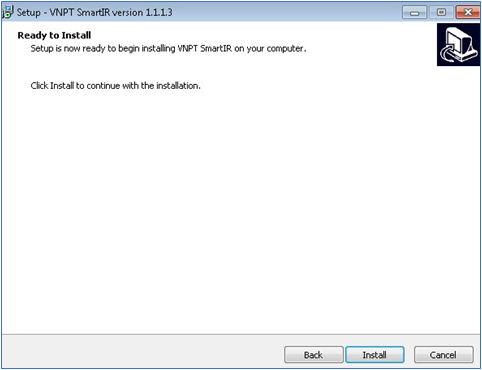 Setup - VNPT SmartIR version 1.1.1.3
Ready to Install
Setup is now ready to begin installing VNPT SmartIR on your computer.
Click Install to continue with the installation.
Back
Install
Cancel